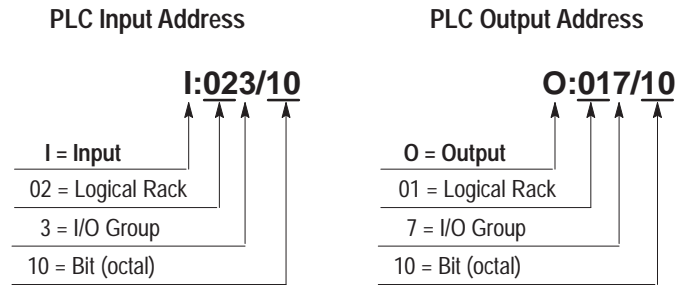 PLC Input Address
I:023/10
I = Input
02 = Logical Rack
3 = I/O Group
10 = Bit (octal)
PLC Output Address
O:017/10
O = Output
01 = Logical Rack
7 = I/O Group
10 = Bit (octal)